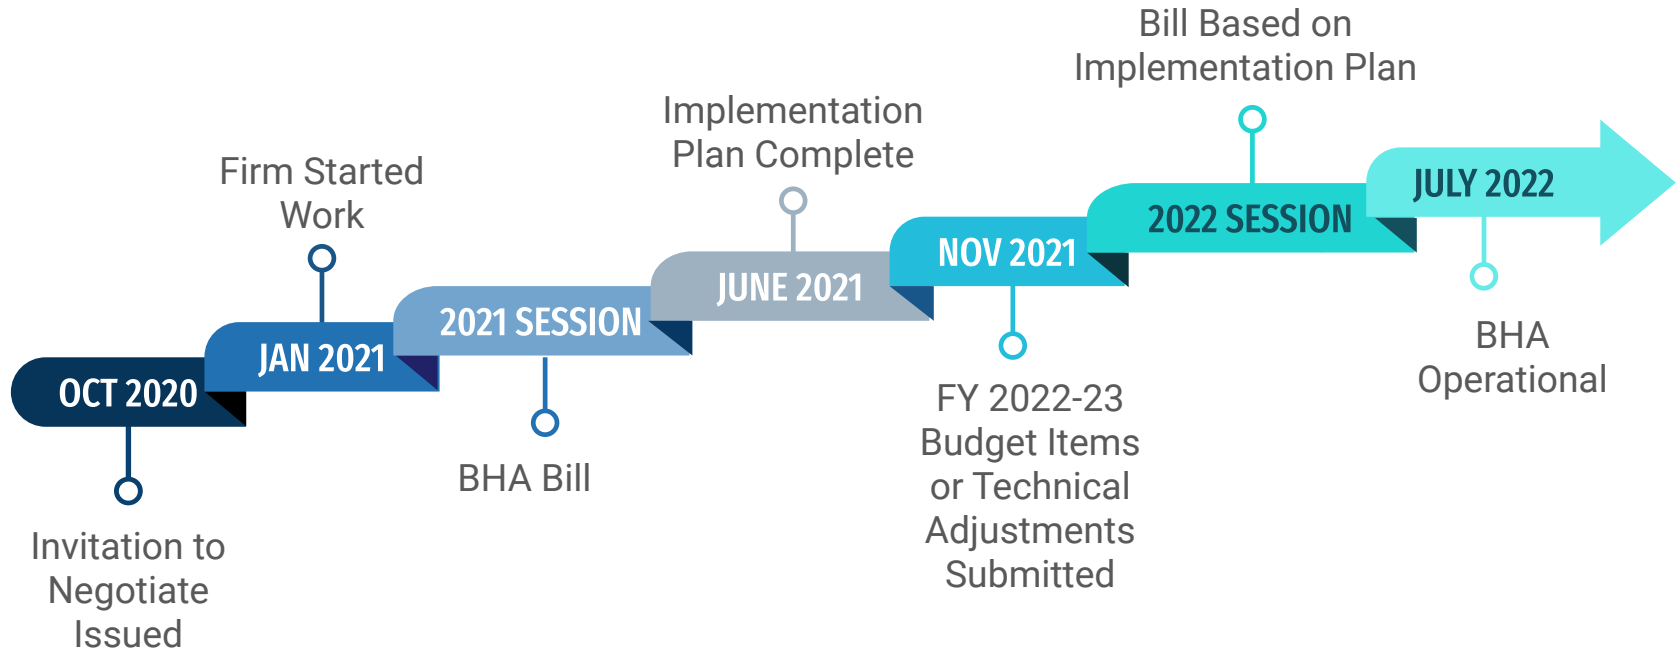 OCT 2020
Invitation to
Negotiate
Issued
Firm Started
Work
JAN 2021
2021 SESSION
BHA Bill
Implementation
Plan Complete
JUNE 2021
NOV 2021
FY 2022-23
Budget Items
or Technical
Adjustments
Submitted
Bill Based on
Implementation Plan
2022 SESSION
JULY 2022
BHA
Operational